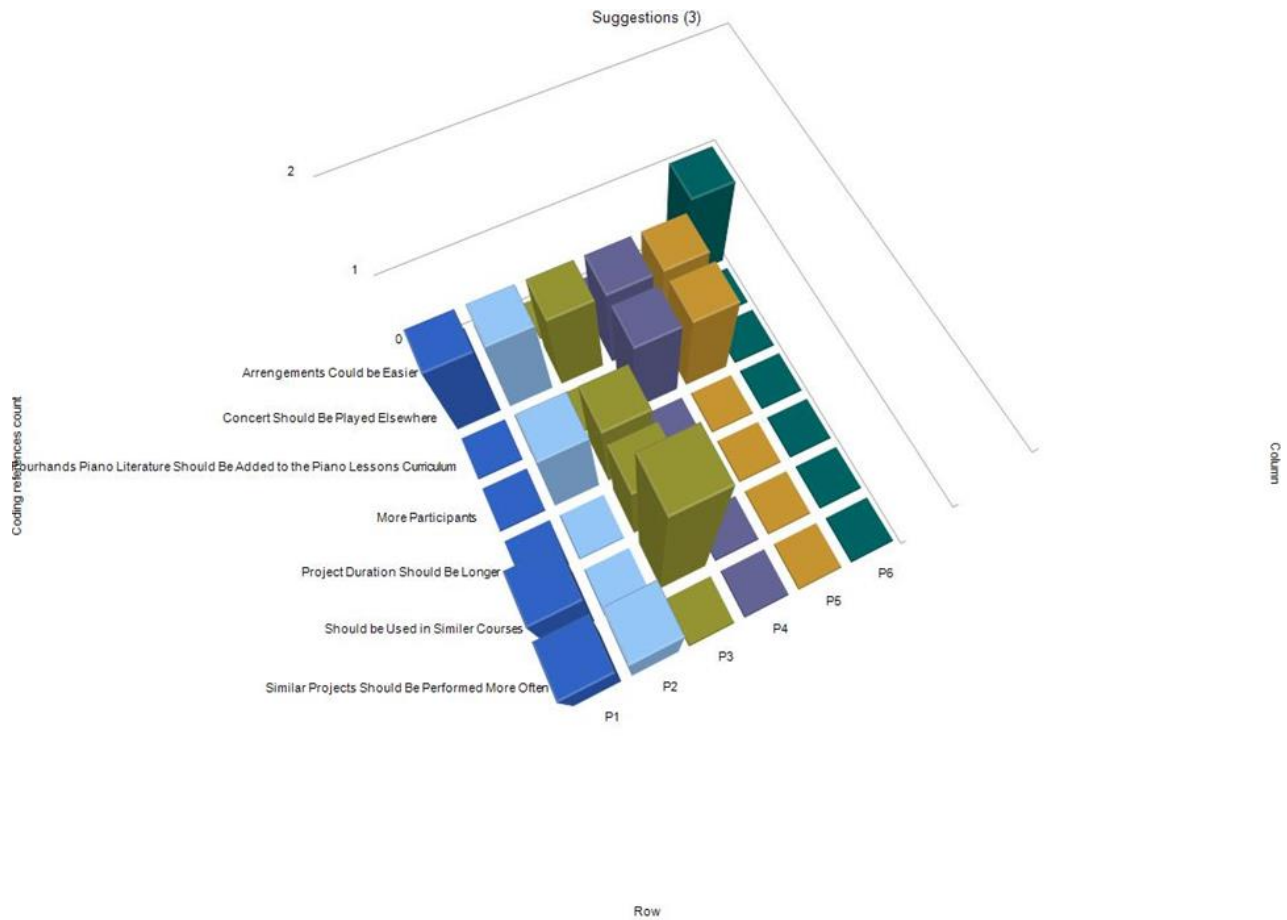 Suggestions (3)
2
1
0
Arrengements Could be Easier
Concert Should Be Played Elsewhere
Fourhands Piano Literature Should Be Added to the Piano Lessons Curriculum
More Participants
Project Duration Should Be Longer
Should be Used in Similer Courses
Similar Projects Should Be Performed More Often
Coding references count
P1
P2
P3
P4
P5
P6
Column
Row